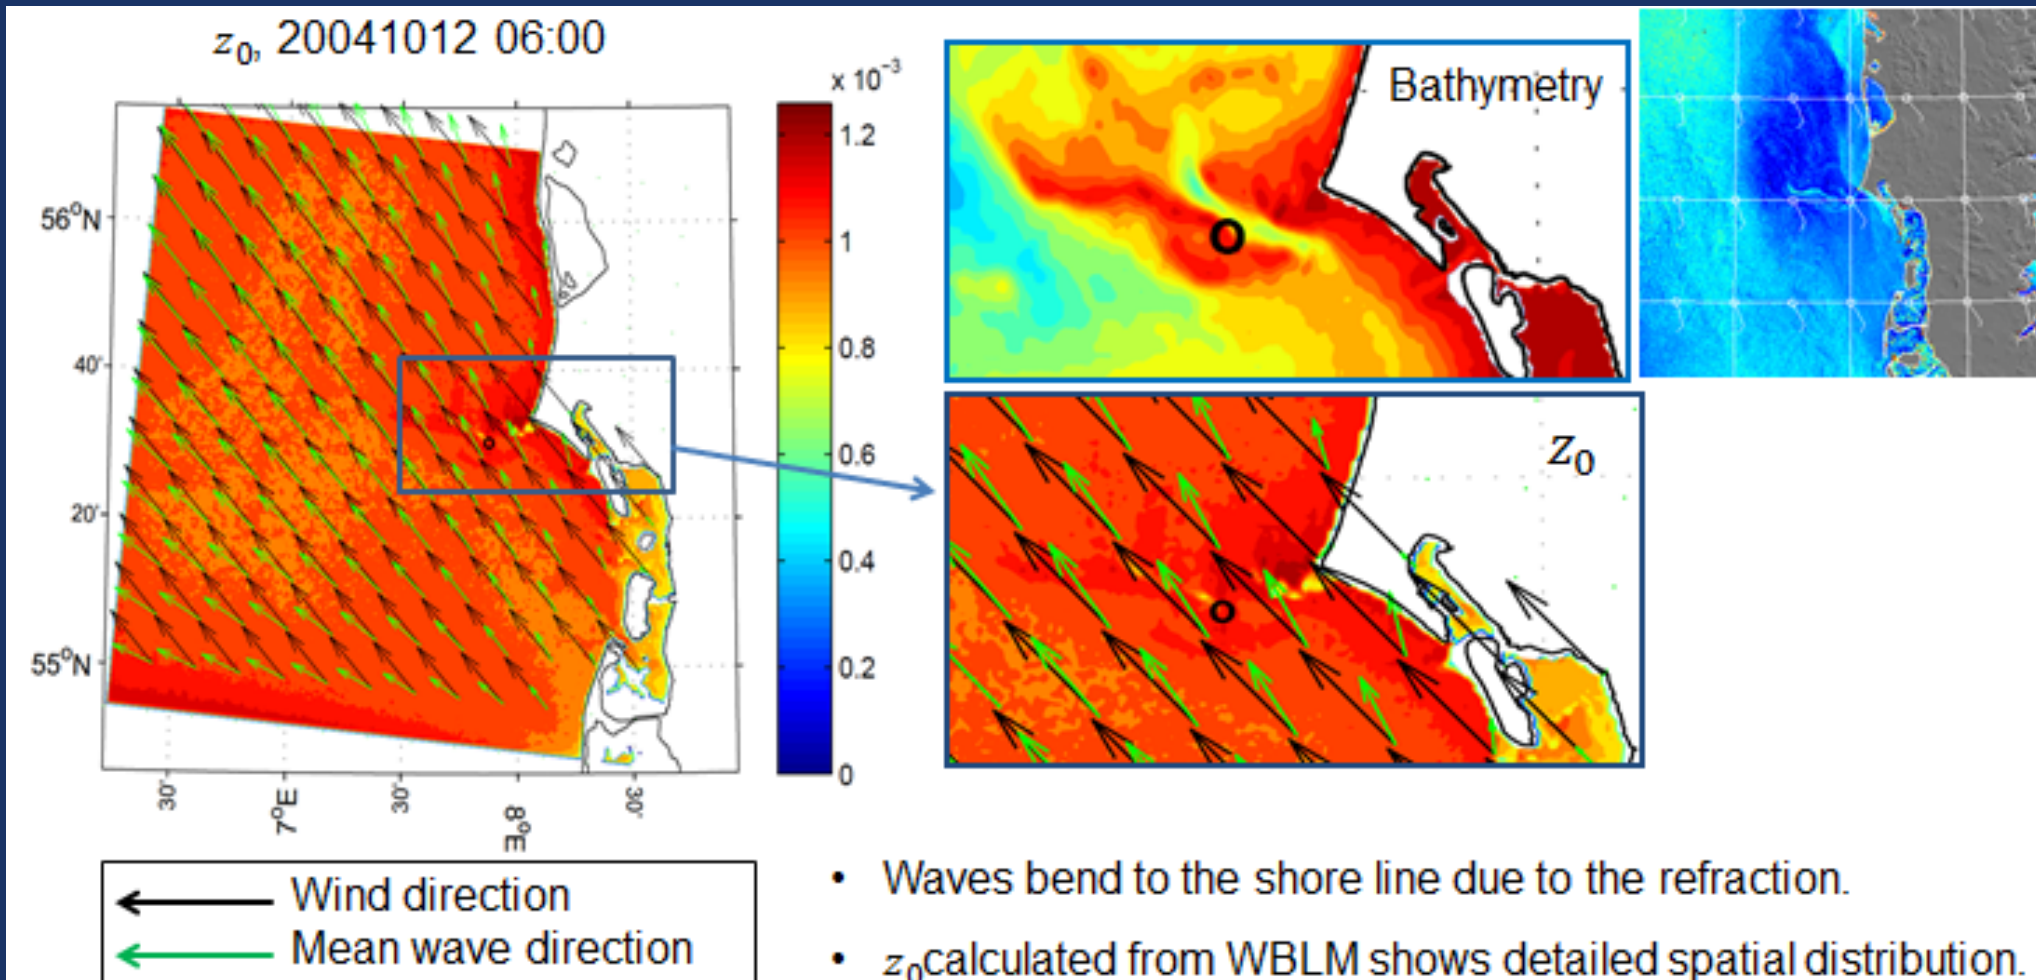 z₀, 20041012 06:00
x 10⁻³
1.2
1
0.8
0.6
0.4
0.2
0
56°N
40'
20'
55°N
30'
7°E
30'
8°E
30'
Bathymetry
z₀
Wind direction
Mean wave direction
• Waves bend to the shore line due to the refraction.
• z₀calculated from WBLM shows detailed spatial distribution.